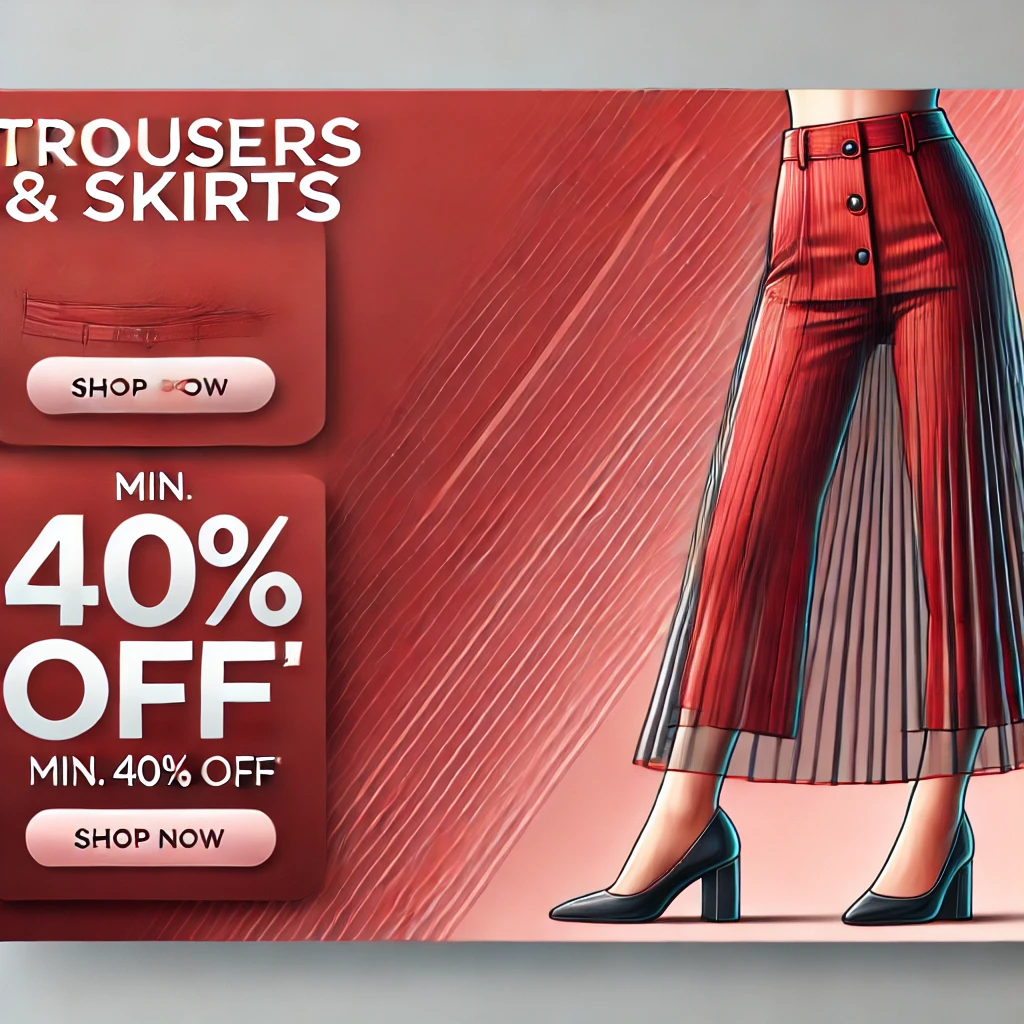 TROUSERS
& SKIRTS
SHOP
MIN.
40%
OFF'
MIN. 40% OFF
SHOP NOW